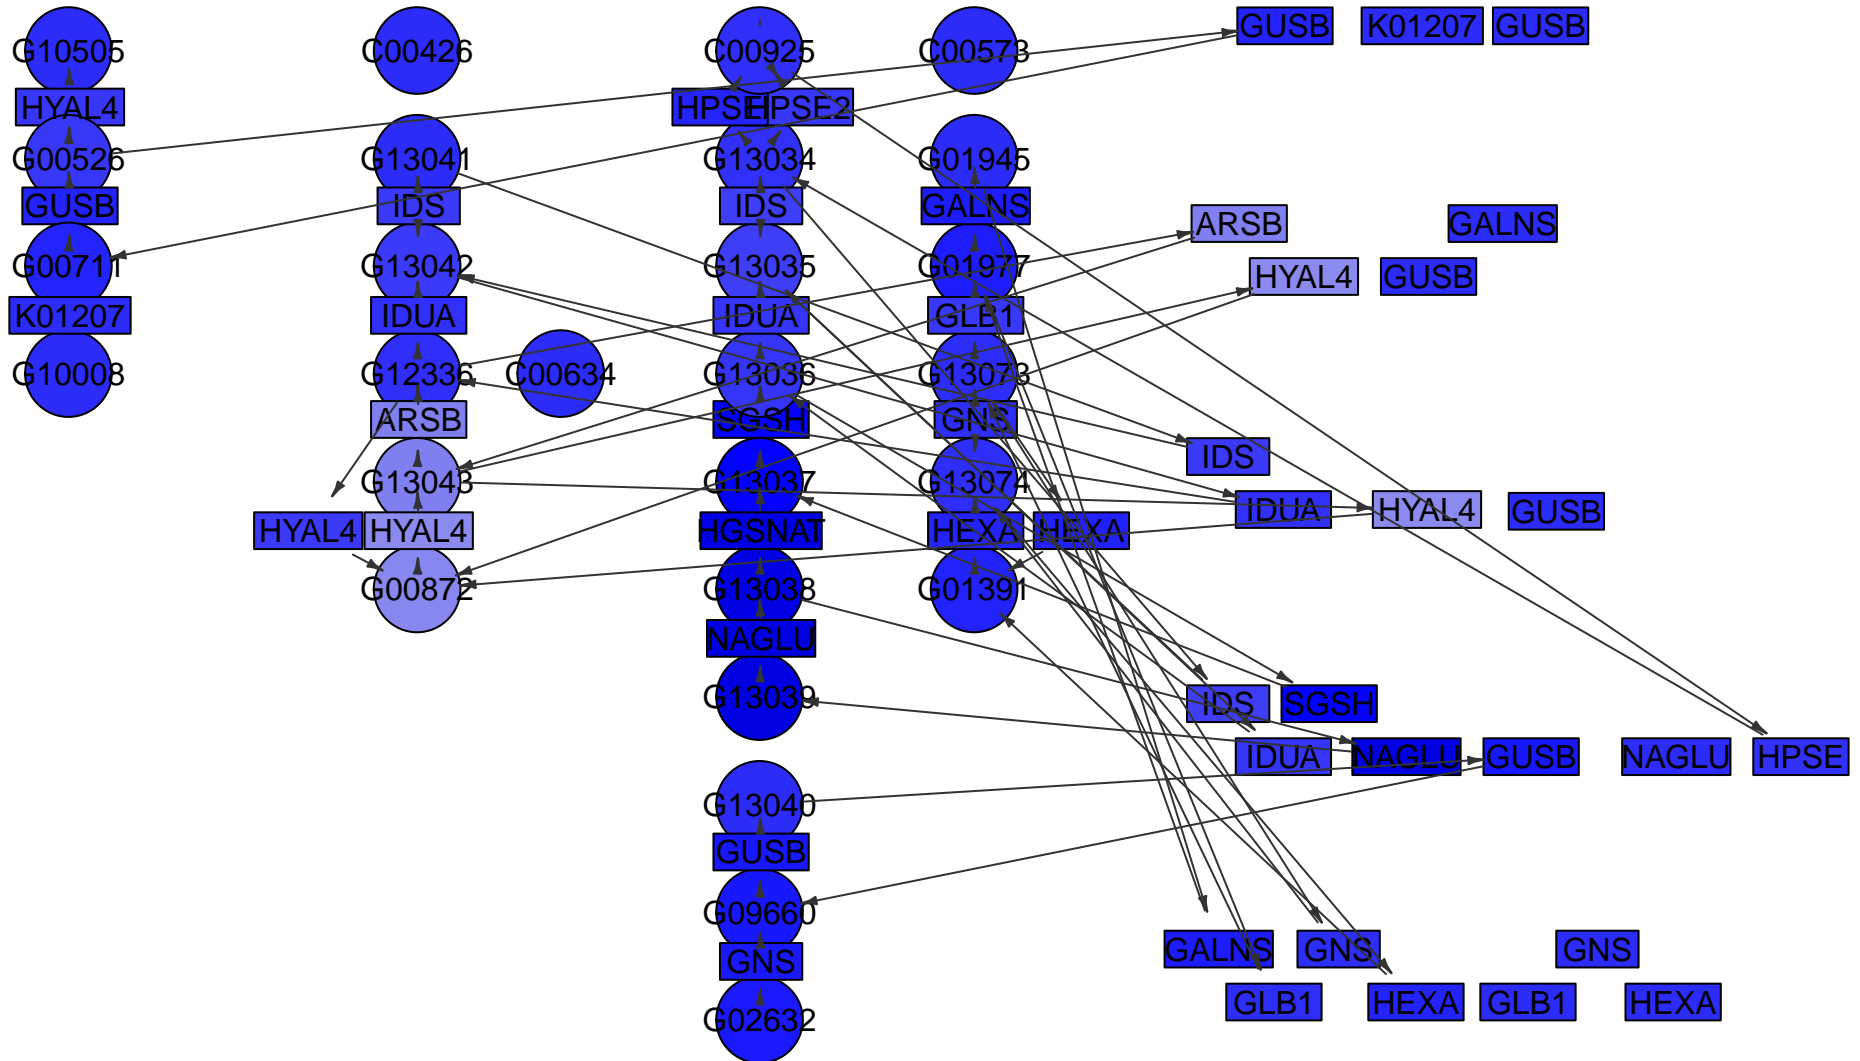 G10505 C00426 C00925 C00573 GUSB K01207 GUSB
HYAL4 HPSE HPSE2
G00526 G13041 G13034 G01945
GUSB IDS IDS GALNS ARSB GALNS
G00711 G13042 G13035 G01977 HYAL4 GUSB
K01207 IDUA IDUA GLB1
G10008 G12336 C00634 G13036 G13073
ARSB SGSH GNS
IDS
G13043 G13037 G13074
IDUA HYAL4 GUSB
HYAL4 HYAL4 HGSNAT HEXA HEXA
G00872 G13038 G01391
NAGLU
G13039 IDS SGSH
IDUA NAGLU GUSB NAGLU HPSE
G13040
GUSB
G09660
GALNS GNS GNS
GNS
GLB1 HEXA GLB1 HEXA
G02632